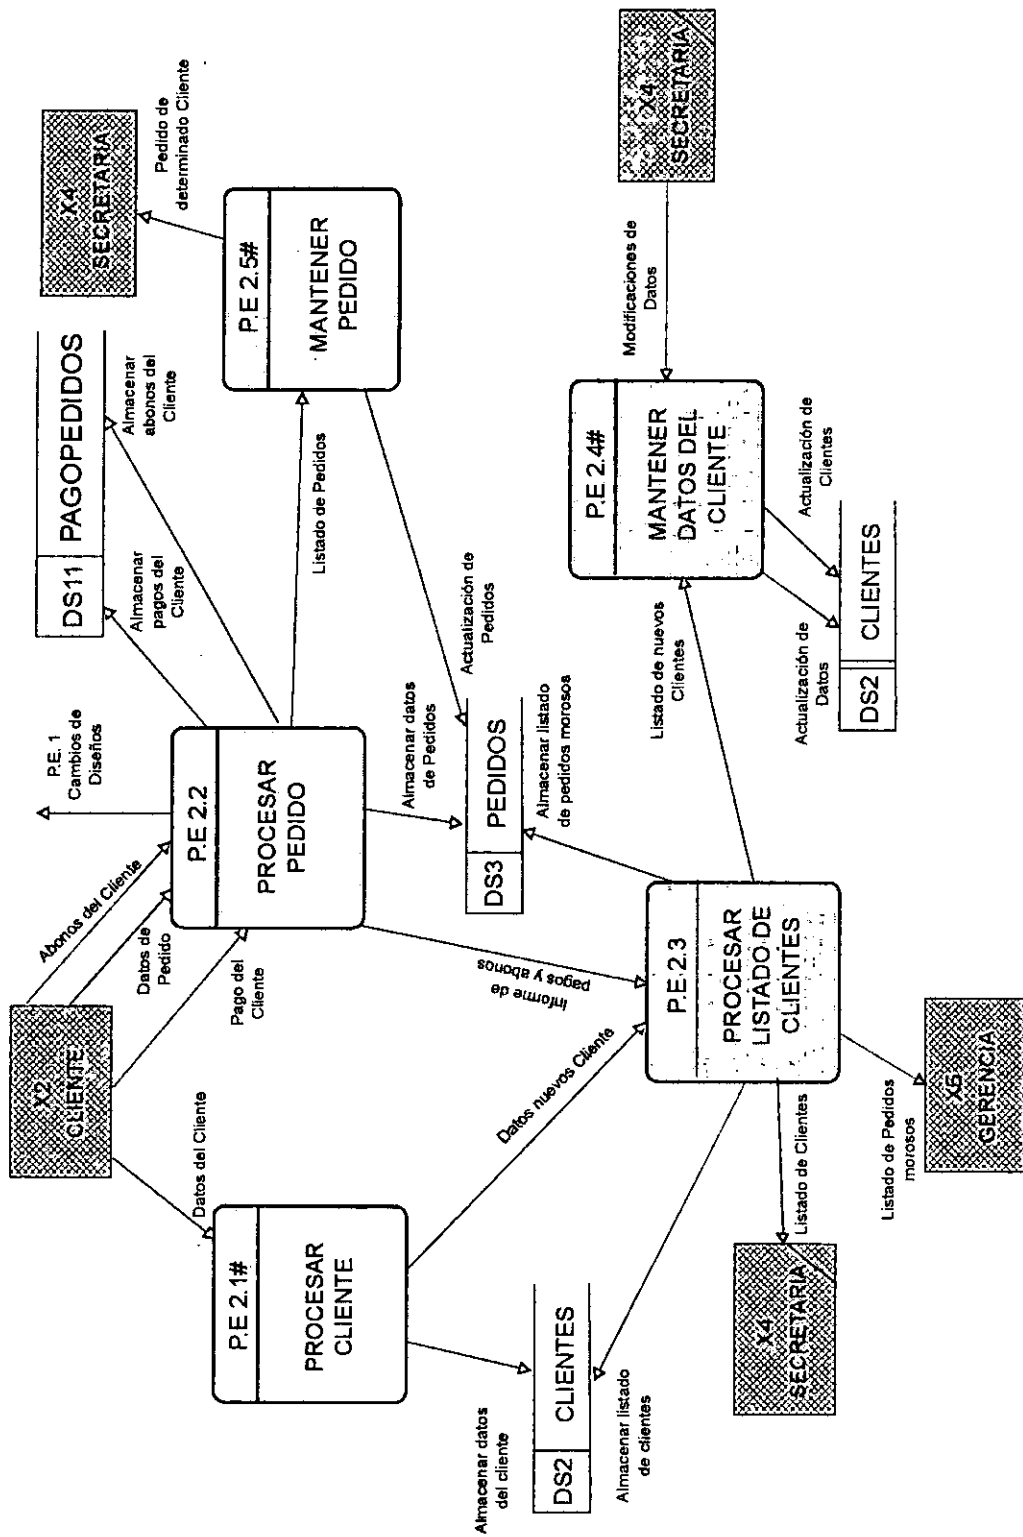 X2
CLIENTE
Datos del Cliente
Abonos del Cliente
Datos de
Pedido
Pago del
Cliente
P.E. 1
Cambios de
Diseños
P.E 2.1#
PROCESAR
CLIENTE
P.E 2.2
PROCESAR
PEDIDO
DS11
PAGOPEDIDOS
Almacenar
pagos del
Cliente
Almacenar
abonos del
Cliente
X4
SECRETARIA
Pedido de
determinado Cliente
P.E 2.5#
MANTENER
PEDIDO
Listado de Pedidos
Almacenar datos
de Pedidos
Actualización de
Pedidos
DS3
PEDIDOS
Almacenar listado
de pedidos morosos
Informe de
pagos y abonos
Datos nuevos Cliente
Almacenar datos
del cliente
DS2
CLIENTES
Almacenar listado
de clientes
P.E.2.3
PROCESAR
LISTADO DE
CLIENTES
Listado de nuevos
Clientes
P.E 2.4#
MANTENER
DATOS DEL
CLIENTE
Modificaciones de
Datos
X4
SECRETARIA
Actualización de
Datos
Actualización de
Clientes
DS2
CLIENTES
X4
SECRETARIA
Listado de Clientes
Listado de Pedidos
morosos
X5
GERENCIA